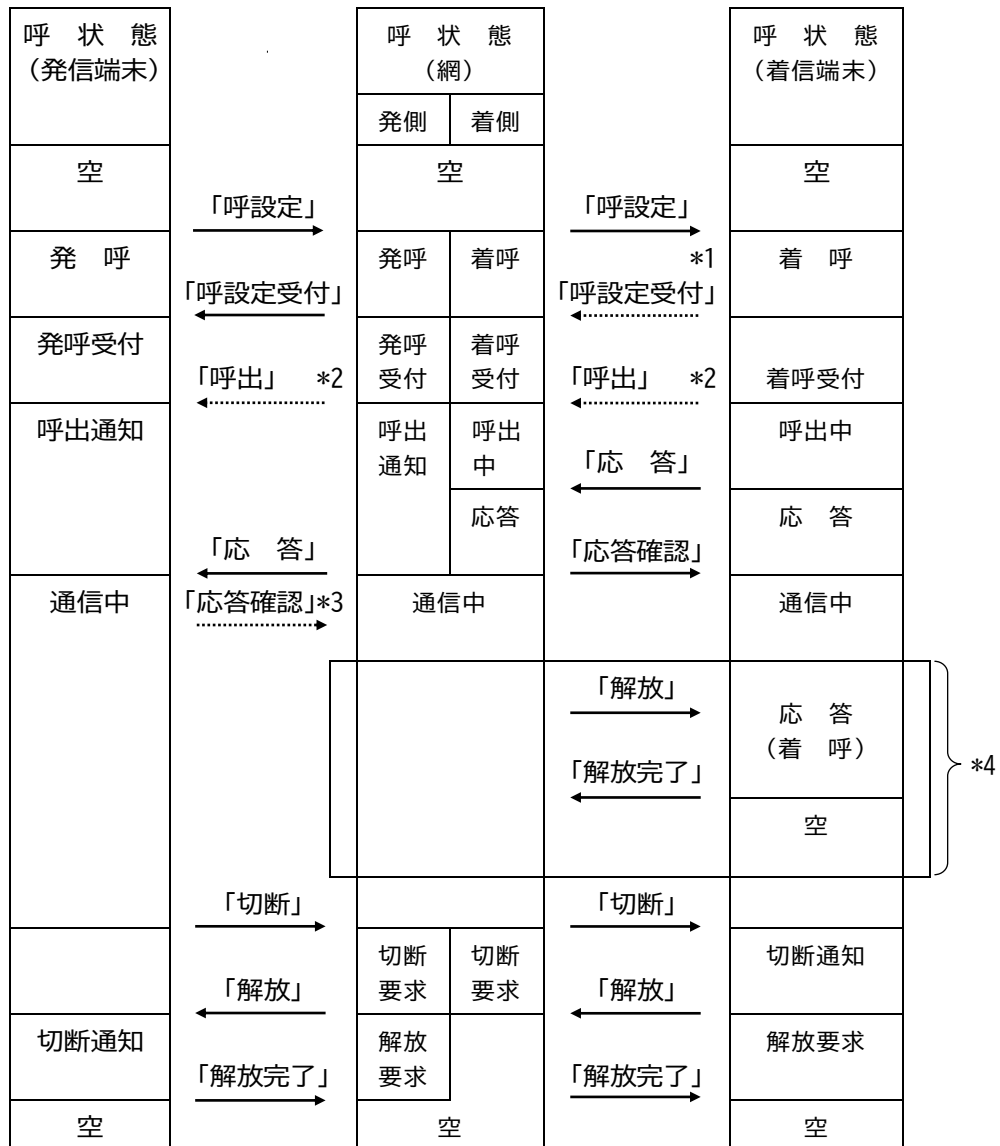 呼 状 態
（発信端末）
呼 状 態
（網）
呼 状 態
（着信端末）
発側
着側
空
空
空
「呼設定」
「呼設定」
発 呼
発呼
着呼
*1
着 呼
「呼設定受付」
「呼設定受付」
発呼受付
発呼
受付
着呼
受付
着呼受付
「呼出」 *2
「呼出」 *2
呼出通知
呼出
通知
呼出
中
呼出中
「応 答」
応答
応 答
「応 答」
「応答確認」
通信中
「応答確認」*3
通信中
通信中
「解放」
応 答
（着 呼）
「解放完了」
*4
空
「切断」
「切断」
切断
要求
切断
要求
切断通知
「解放」
「解放」
切断通知
解放
要求
解放要求
「解放完了」
「解放完了」
空
空
空